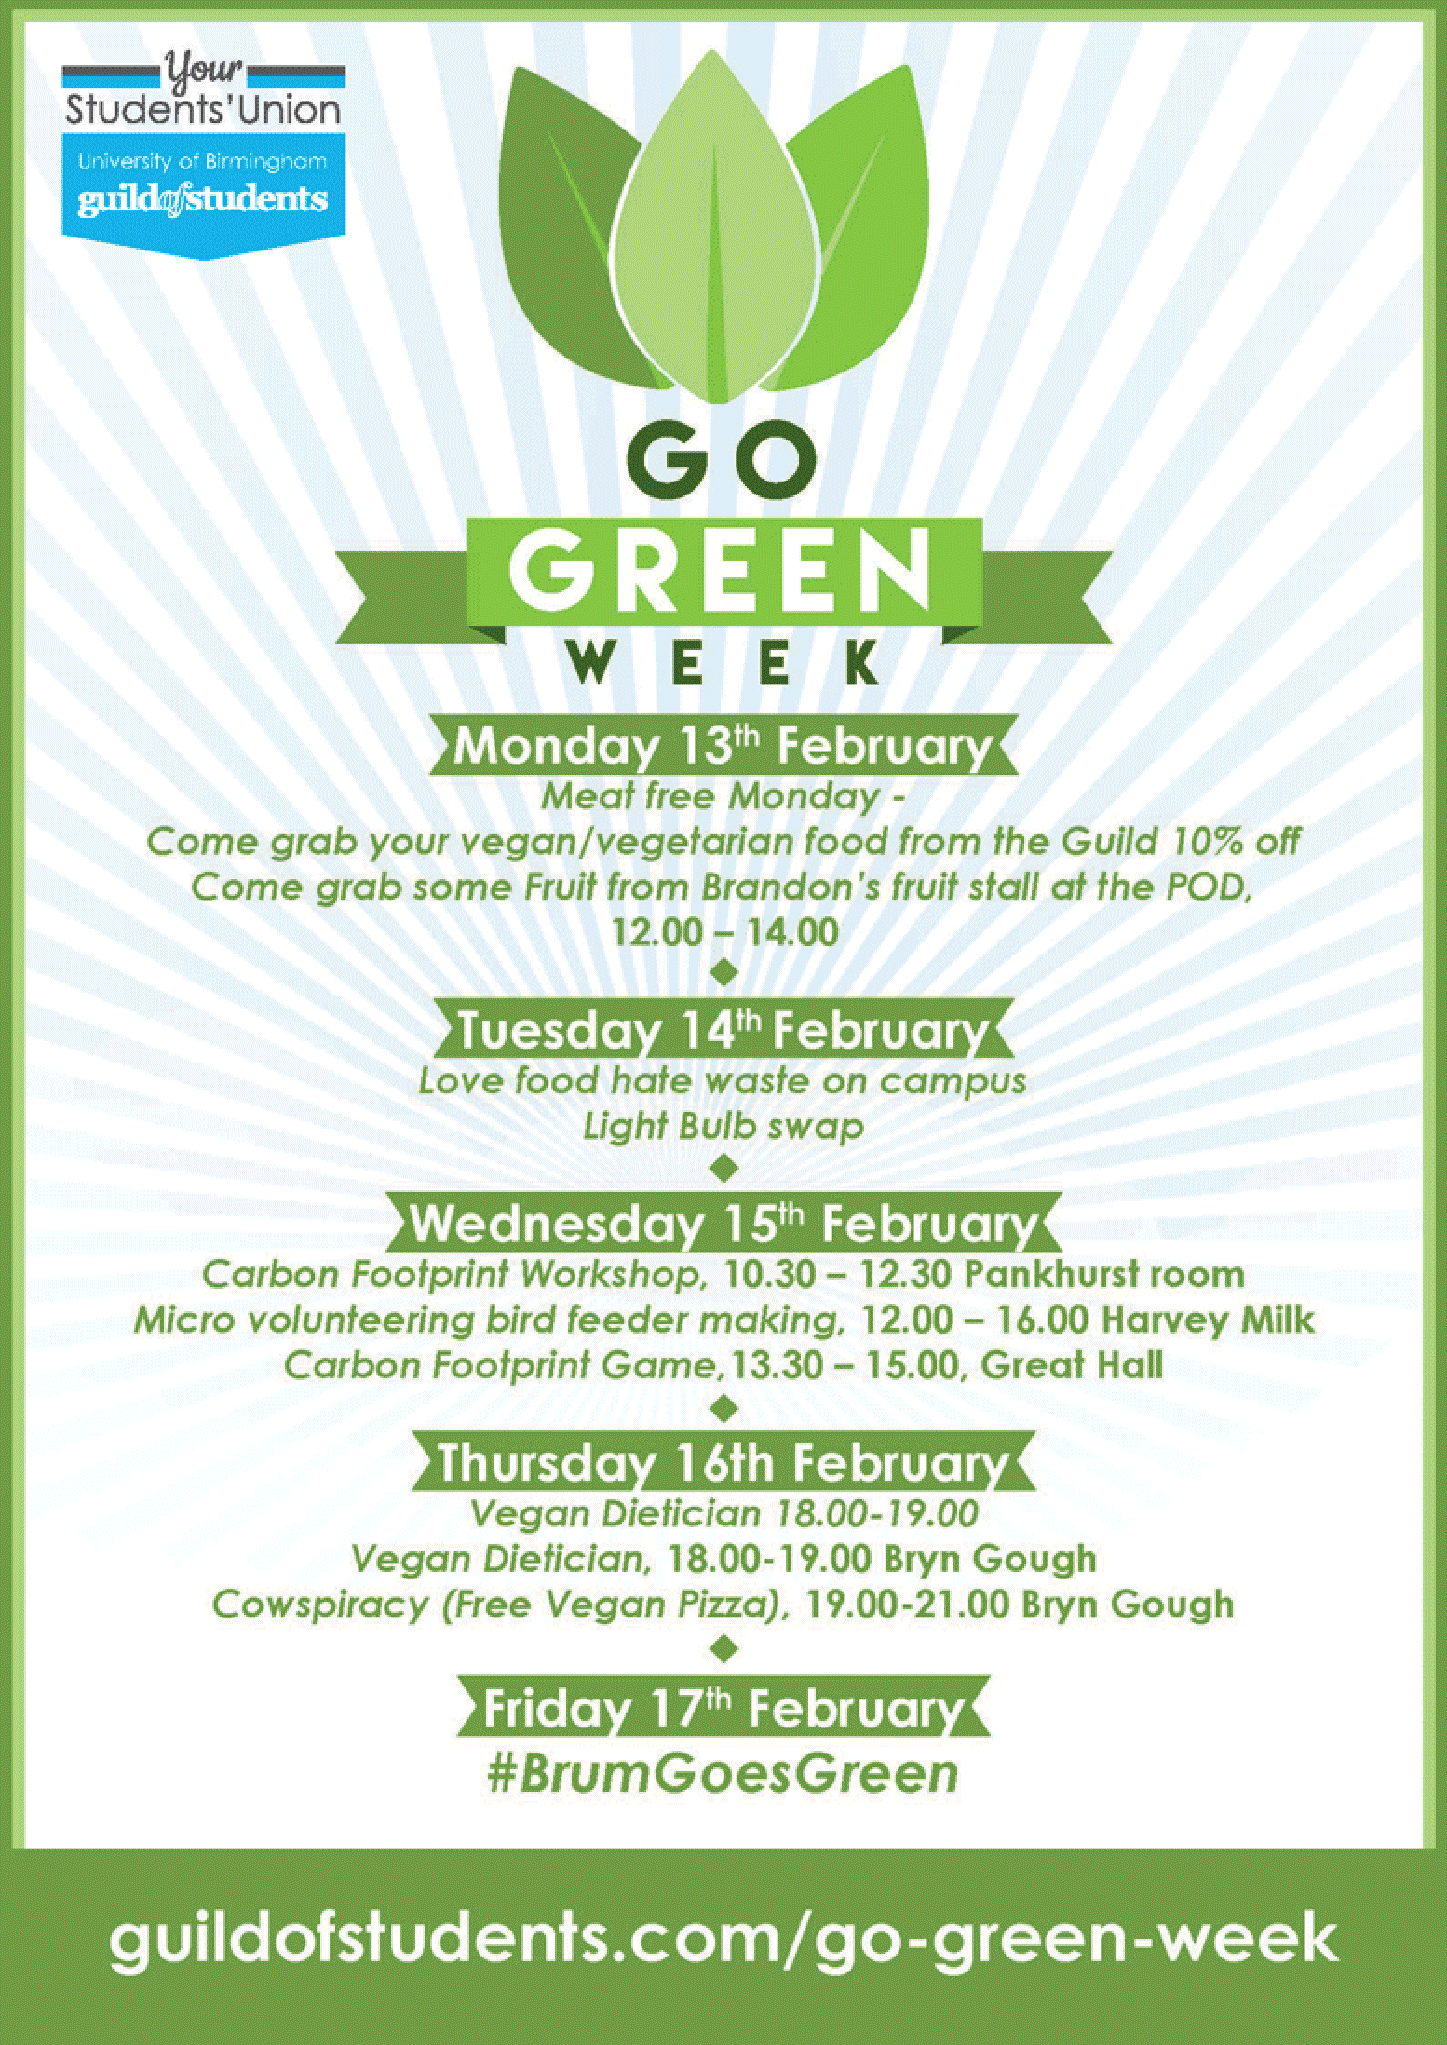 Your
Students' Union
University of Birmingham
guildofstudents
GO
GREEN
WEEK
Monday 13th February
Meat free Monday -
Come grab your vegan/vegetarian food from the Guild 10% off
Come grab some Fruit from Brandon's fruit stall at the POD,
12.00 – 14.00
Tuesday 14th February
Love food hate waste on campus
Light Bulb swap
Wednesday 15th February
Carbon Footprint Workshop, 10.30 – 12.30 Pankhurst room
Micro volunteering bird feeder making, 12.00 – 16.00 Harvey Milk
Carbon Footprint Game, 13.30 – 15.00, Great Hall
Thursday 16th February
Vegan Dietician 18.00-19.00
Vegan Dietician, 18.00-19.00 Bryn Gough
Cowspiracy (Free Vegan Pizza), 19.00-21.00 Bryn Gough
Friday 17th February
#BrumGoesGreen
guildofstudents.com/go-green-week